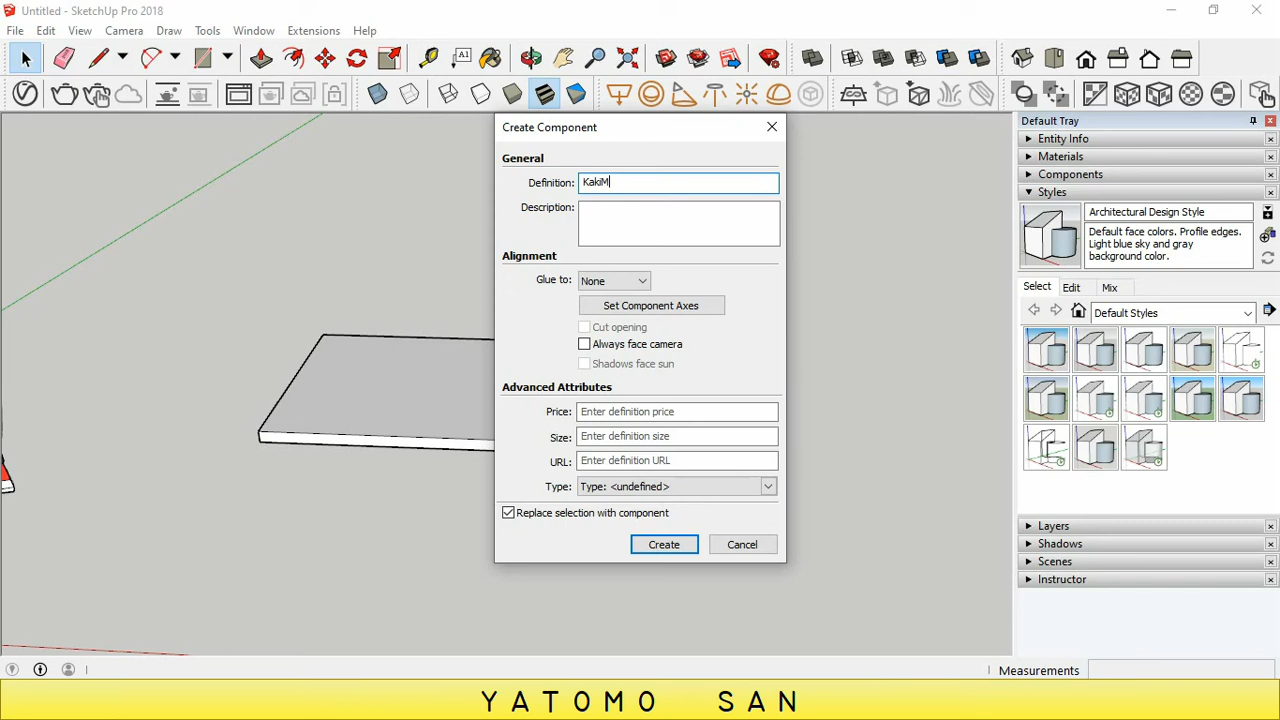 Untitled - SketchUp Pro 2018
File Edit View Camera Draw Tools Window Extensions Help
A1
Create Component
General
Definition: KakiM
Description:
Alignment
Glue to: None
Set Component Axes
Cut opening
Always face camera
Shadows face sun
Advanced Attributes
Price: Enter definition price
Size: Enter definition size
URL: Enter definition URL
Type: Type: <undefined>
Replace selection with component
Create Cancel
Default Tray
Entity Info
Materials
Components
Styles
Architectural Design Style
Default face colors. Profile edges.
Light blue sky and gray
background color.
Select Edit Mix
Default Styles
Layers
Shadows
Scenes
Instructor
Measurements
YATOMO SAN